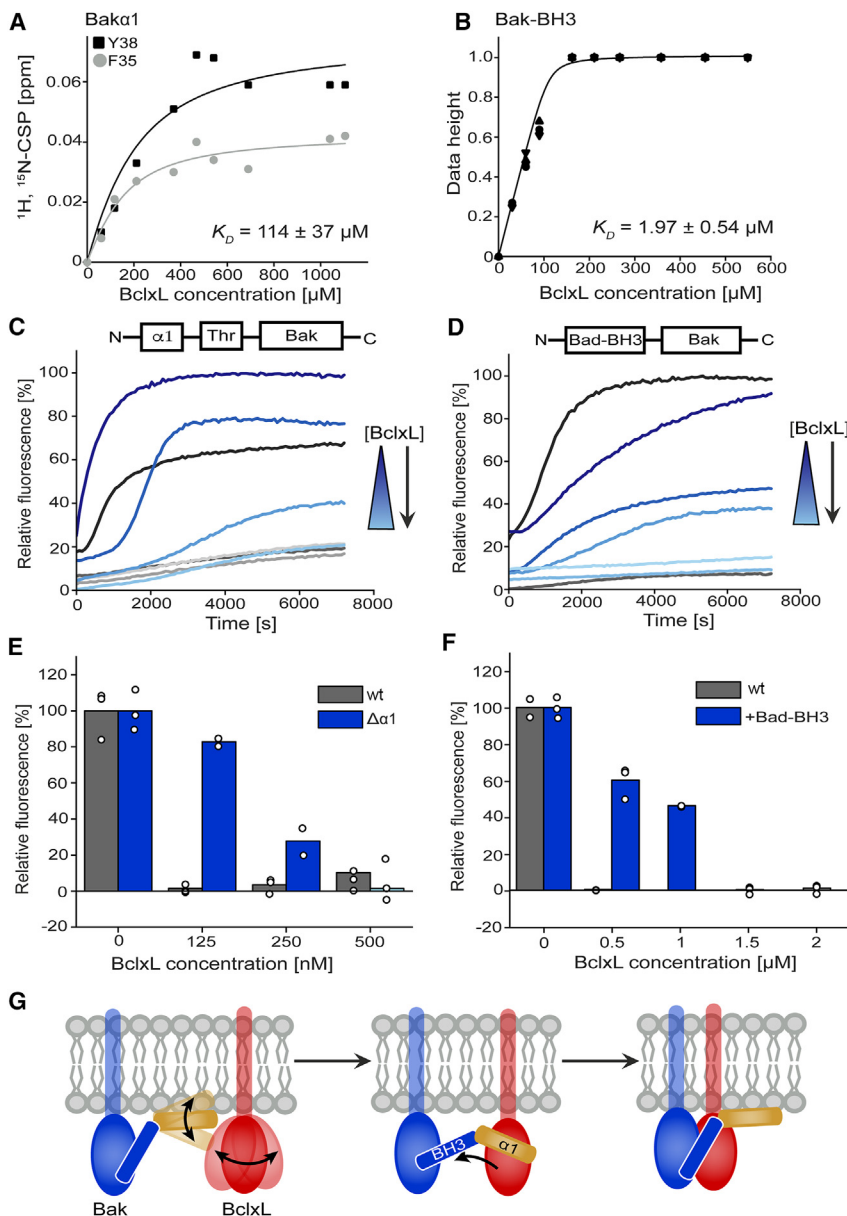 A
Bakα1
Y38
F35
0.06
0.04
0.02
0
¹H, ¹⁵N-CSP [ppm]
K_D = 114 ± 37 µM
0 200 400 600 800 1000
BclxL concentration [µM]
B
Bak-BH3
1.0
0.8
0.6
0.4
0.2
0
Data height
K_D = 1.97 ± 0.54 µM
0 100 200 300 400 500 600
BclxL concentration [µM]
C
N α1 Thr Bak C
100
80
60
40
20
0
Relative fluorescence [%]
[BclxL]
0 2000 4000 6000 8000
Time [s]
D
N Bad-BH3 Bak C
100
80
60
40
20
0
Relative fluorescence [%]
[BclxL]
0 2000 4000 6000 8000
Time [s]
E
120
100
80
60
40
20
0
-20
Relative fluorescence [%]
wt
Δα1
0 125 250 500
BclxL concentration [nM]
F
120
100
80
60
40
20
0
-20
Relative fluorescence [%]
wt
+Bad-BH3
0 0.5 1 1.5 2
BclxL concentration [µM]
G
Bak
BclxL
BH3
α1